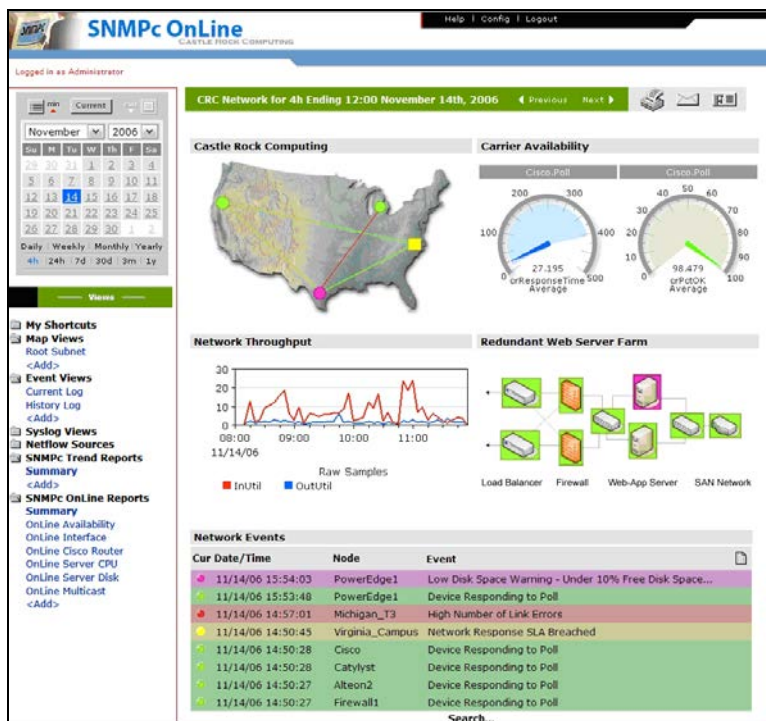 Help | Config | Logout
SNMPc OnLine
CASTLE ROCK COMPUTING
Logged in as Administrator
min Current
November 2006
Su M Tu W Th F Sa
29 30 31 1 2 3 4
5 6 7 8 9 10 11
12 13 14 15 16 17 18
19 20 21 22 23 24 25
26 27 28 29 30 1 2
Daily Weekly Monthly Yearly
4h 24h 7d 30d 3m 1y
Views
My Shortcuts
Map Views
Root Subnet
<Add>
Event Views
Current Log
History Log
<Add>
Syslog Views
Netflow Sources
SNMPc Trend Reports
Summary
<Add>
SNMPc OnLine Reports
Summary
OnLine Availability
OnLine Interface
OnLine Cisco Router
OnLine Server CPU
OnLine Server Disk
OnLine Multicast
<Add>
CRC Network for 4h Ending 12:00 November 14th, 2006
Previous Next
Castle Rock Computing
Carrier Availability
Cisco.Poll
0 100 200 300 400 500
27.195
crResponseTime
Average
Cisco.Poll
0 10 20 30 40 50 60 70 80 90 100
98.479
crPctOK
Average
Network Throughput
30
20
10
0
08:00 09:00 10:00 11:00
11/14/06
Raw Samples
InUtil OutUtil
Redundant Web Server Farm
Load Balancer Firewall Web-App Server SAN Network
Network Events
Cur Date/Time Node Event
11/14/06 15:54:03 PowerEdge1 Low Disk Space Warning - Under 10% Free Disk Space...
11/14/06 15:53:48 PowerEdge1 Device Responding to Poll
11/14/06 14:57:01 Michigan_T3 High Number of Link Errors
11/14/06 14:50:45 Virginia_Campus Network Response SLA Breached
11/14/06 14:50:28 Cisco Device Responding to Poll
11/14/06 14:50:28 Catylyst Device Responding to Poll
11/14/06 14:50:27 Alteon2 Device Responding to Poll
11/14/06 14:50:27 Firewall1 Device Responding to Poll
Search...